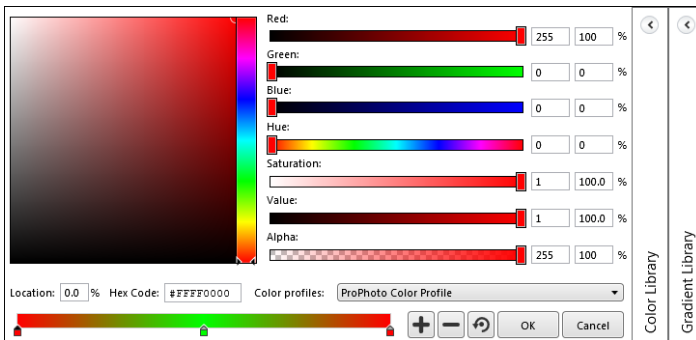 Red:
255 100 %
Green:
0 0 %
Blue:
0 0 %
Hue:
0 0 %
Saturation:
1 100.0 %
Value:
1 100.0 %
Alpha:
255 100 %
Location: 0.0 % Hex Code: #FFFF0000 Color profiles: ProPhoto Color Profile
OK Cancel
Color Library
Gradient Library